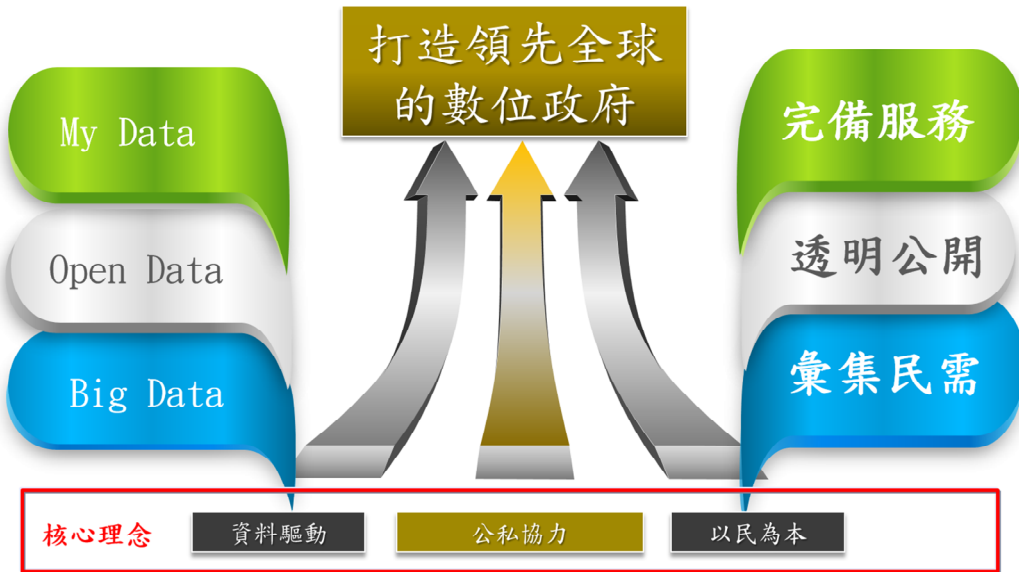 打造領先全球
的數位政府
My Data
Open Data
Big Data
完備服務
透明公開
彙集民需
核心理念
資料驅動
公私協力
以民為本